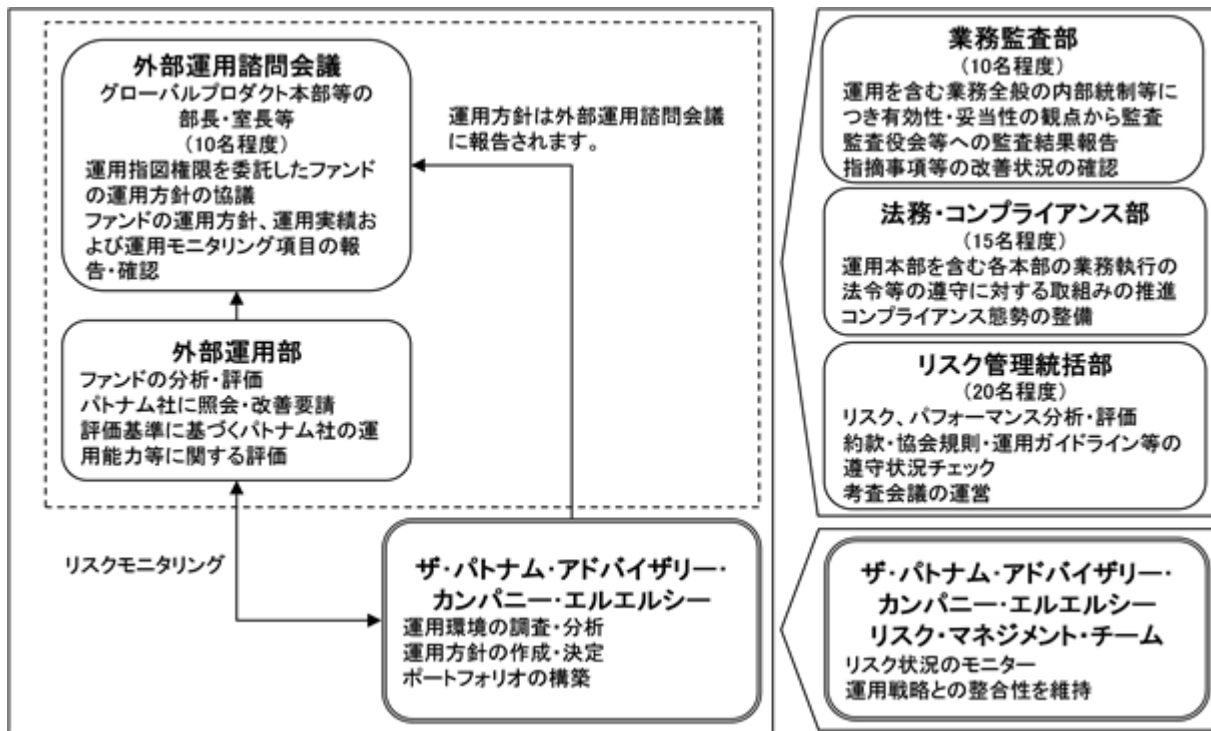 外部運用諮問会議
グローバルプロダクト本部等の
部長・室長等
(10名程度)
運用指図権限を委託したファンド
の運用方針の協議
ファンドの運用方針、運用実績お
よび運用モニタリング項目の報
告・確認
運用方針は外部運用諮問会議
に報告されます。
外部運用部
ファンドの分析・評価
パトナム社に照会・改善要請
評価基準に基づくパトナム社の運
用能力等に関する評価
リスクモニタリング
ザ・パトナム・アドバイザリー・
カンパニー・エルエルシー
運用環境の調査・分析
運用方針の作成・決定
ポートフォリオの構築
業務監査部
(10名程度)
運用を含む業務全般の内部統制等に
つき有効性・妥当性の観点から監査
監査役会等への監査結果報告
指摘事項等の改善状況の確認
法務・コンプライアンス部
(15名程度)
運用本部を含む各本部の業務執行の
法令等の遵守に対する取組みの推進
コンプライアンス態勢の整備
リスク管理統括部
(20名程度)
リスク、パフォーマンス分析・評価
約款・協会規則・運用ガイドライン等の
遵守状況チェック
考査会議の運営
ザ・パトナム・アドバイザリー・
カンパニー・エルエルシー
リスク・マネジメント・チーム
リスク状況のモニター
運用戦略との整合性を維持